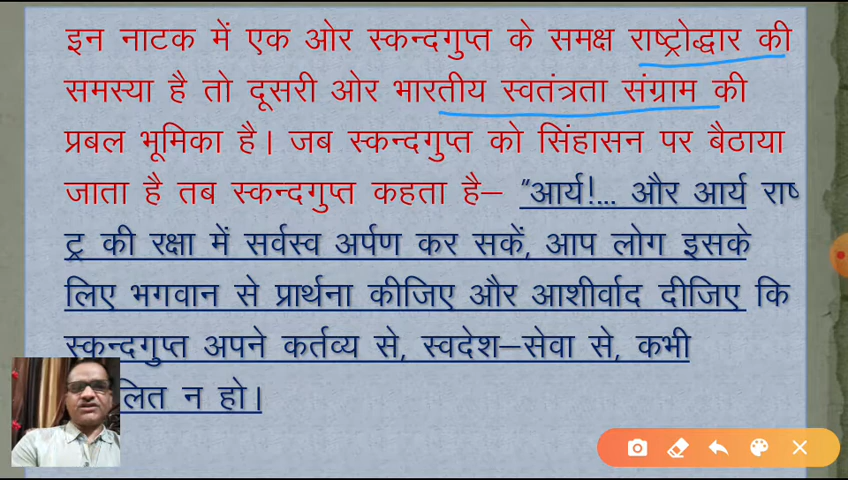 इन नाटक में एक ओर स्कन्दगुप्त के समक्ष राष्ट्रोद्धार की
समस्या है तो दूसरी ओर भारतीय स्वतंत्रता संग्राम की
प्रबल भूमिका है। जब स्कन्दगुप्त को सिंहासन पर बैठाया
जाता है तब स्कन्दगुप्त कहता है– "आर्य!... और आर्य राष्
ट्र की रक्षा में सर्वस्व अर्पण कर सकें, आप लोग इसके
लिए भगवान से प्रार्थना कीजिए और आशीर्वाद दीजिए कि
स्कन्दगुप्त अपने कर्तव्य से, स्वदेश–सेवा से, कभी
लित न हो।